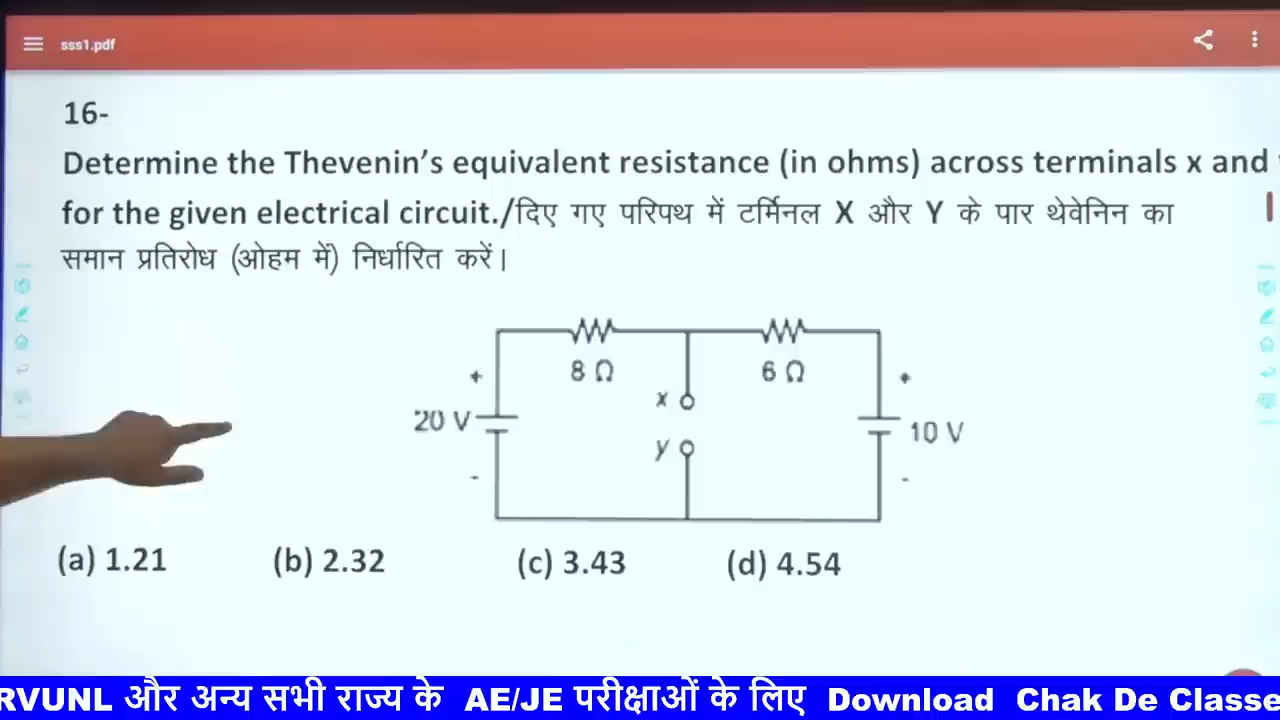 sss1.pdf
16-
Determine the Thevenin's equivalent resistance (in ohms) across terminals x and
for the given electrical circuit./दिए गए परिपथ में टर्मिनल X और Y के पार थेवेनिन का
समान प्रतिरोध (ओहम में) निर्धारित करें।
8 Ω 6 Ω
+ +
x
20 V 10 V
y
- -
(a) 1.21 (b) 2.32 (c) 3.43 (d) 4.54
RVUNL और अन्य सभी राज्य के AE/JE परीक्षाओं के लिए Download Chak De Classe